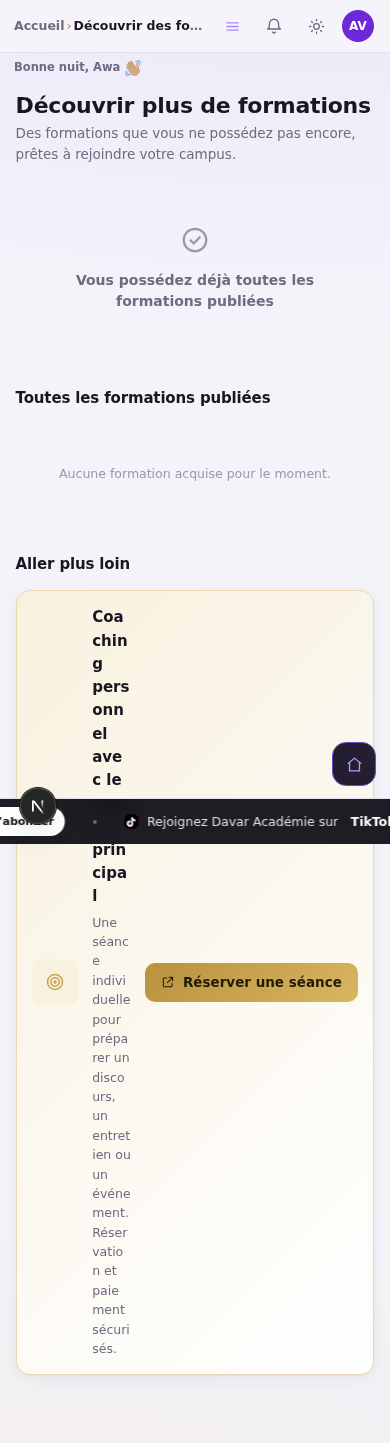 Accueil › Découvrir des fo...
AV
Bonne nuit, Awa 👋🏽
Découvrir plus de formations
Des formations que vous ne possédez pas encore,
prêtes à rejoindre votre campus.
Vous possédez déjà toutes les
formations publiées
Toutes les formations publiées
Aucune formation acquise pour le moment.
Aller plus loin
Coa
chin
g
pers
onn
el
ave
c le
N
Rejoignez Davar Académie sur TikTok
prin
cipa
l
Une
séanc
e
indivi
duelle
pour
prépa
rer un
disco
urs,
un
entret
ien ou
un
événe
ment.
Réser
vatio
n et
paie
ment
sécuri
sés.
Réserver une séance